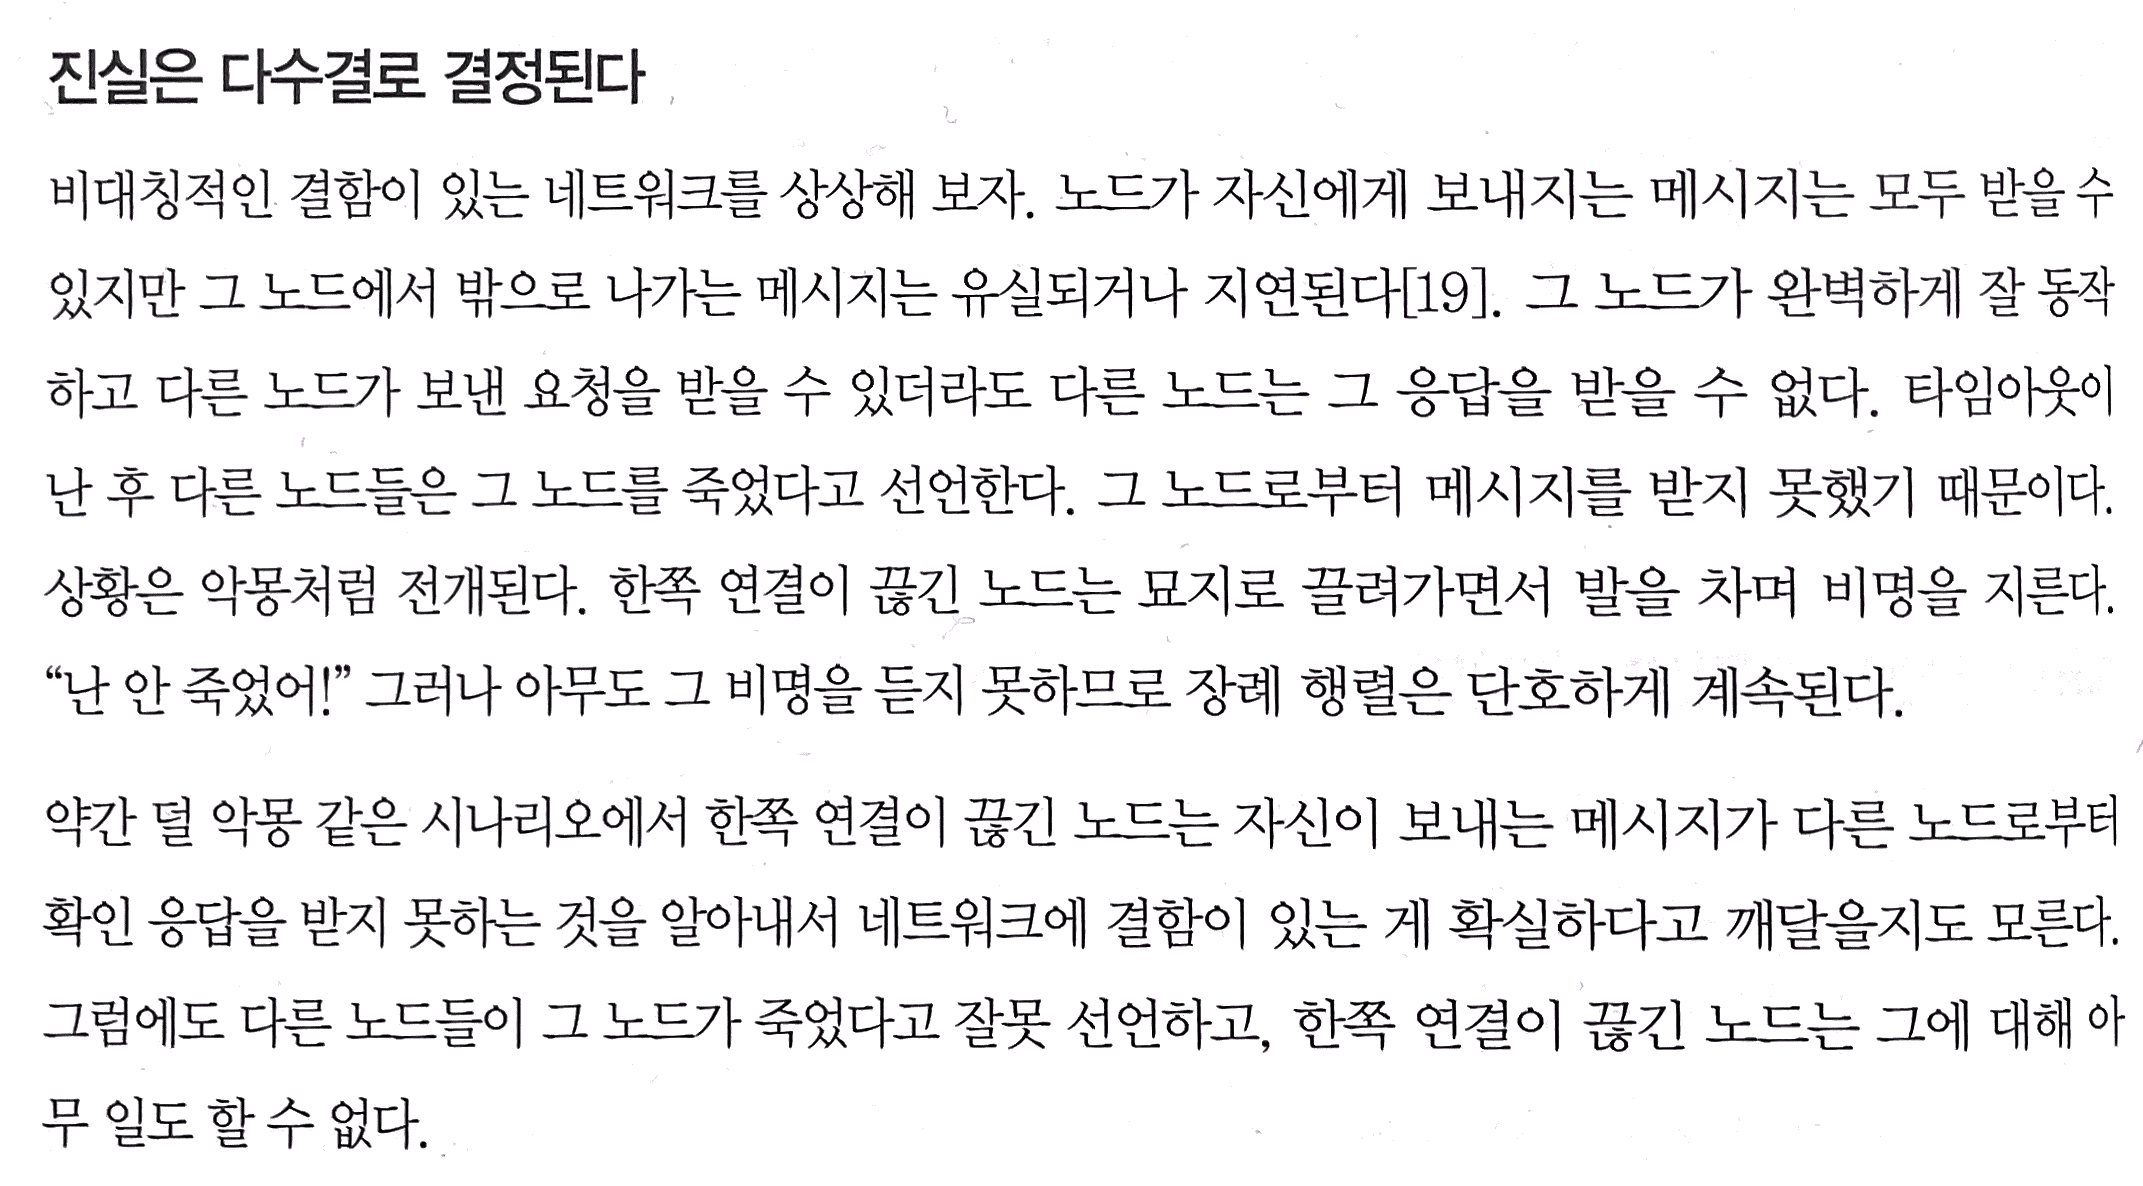 진실은 다수결로 결정된다
비대칭적인 결함이 있는 네트워크를 상상해 보자. 노드가 자신에게 보내지는 메시지는 모두 받을 수
있지만 그 노드에서 밖으로 나가는 메시지는 유실되거나 지연된다[19]. 그 노드가 완벽하게 잘 동작
하고 다른 노드가 보낸 요청을 받을 수 있더라도 다른 노드는 그 응답을 받을 수 없다. 타임아웃이
난 후 다른 노드들은 그 노드를 죽었다고 선언한다. 그 노드로부터 메시지를 받지 못했기 때문이다.
상황은 악몽처럼 전개된다. 한쪽 연결이 끊긴 노드는 묘지로 끌려가면서 발을 차며 비명을 지른다.
“난 안 죽었어!” 그러나 아무도 그 비명을 듣지 못하므로 장례 행렬은 단호하게 계속된다.
약간 덜 악몽 같은 시나리오에서 한쪽 연결이 끊긴 노드는 자신이 보내는 메시지가 다른 노드로부터
확인 응답을 받지 못하는 것을 알아내서 네트워크에 결함이 있는 게 확실하다고 깨달을지도 모른다.
그럼에도 다른 노드들이 그 노드가 죽었다고 잘못 선언하고, 한쪽 연결이 끊긴 노드는 그에 대해 아
무 일도 할 수 없다.